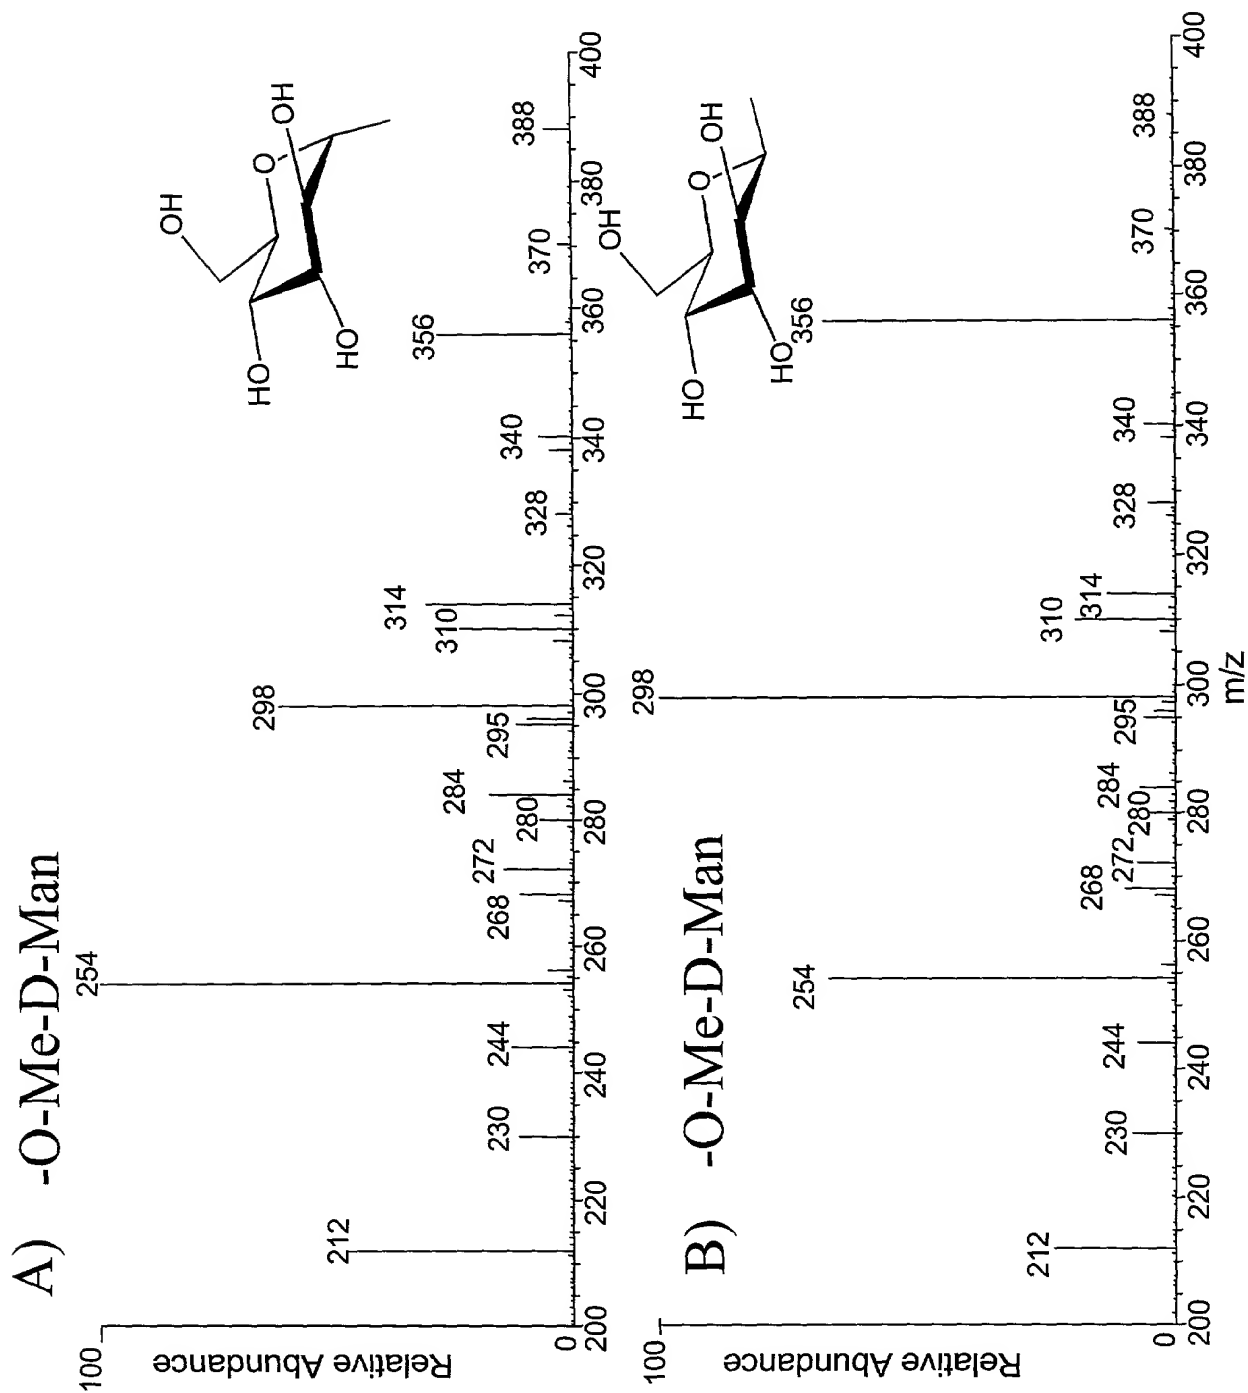 A) -O-Me-D-Man
Relative Abundance
100
0
212
230
244
254
268
272
280
284
295
298
310
314
328
340
356
370
388
200 220 240 260 280 300 320 340 360 380 400
OH
O
OH
HO
HO
B) -O-Me-D-Man
Relative Abundance
100
0
212
230
244
254
268
272
280
284
295
298
310
314
328
340
356
370
388
200 220 240 260 280 300 320 340 360 380 400
m/z
OH
O
OH
HO
HO